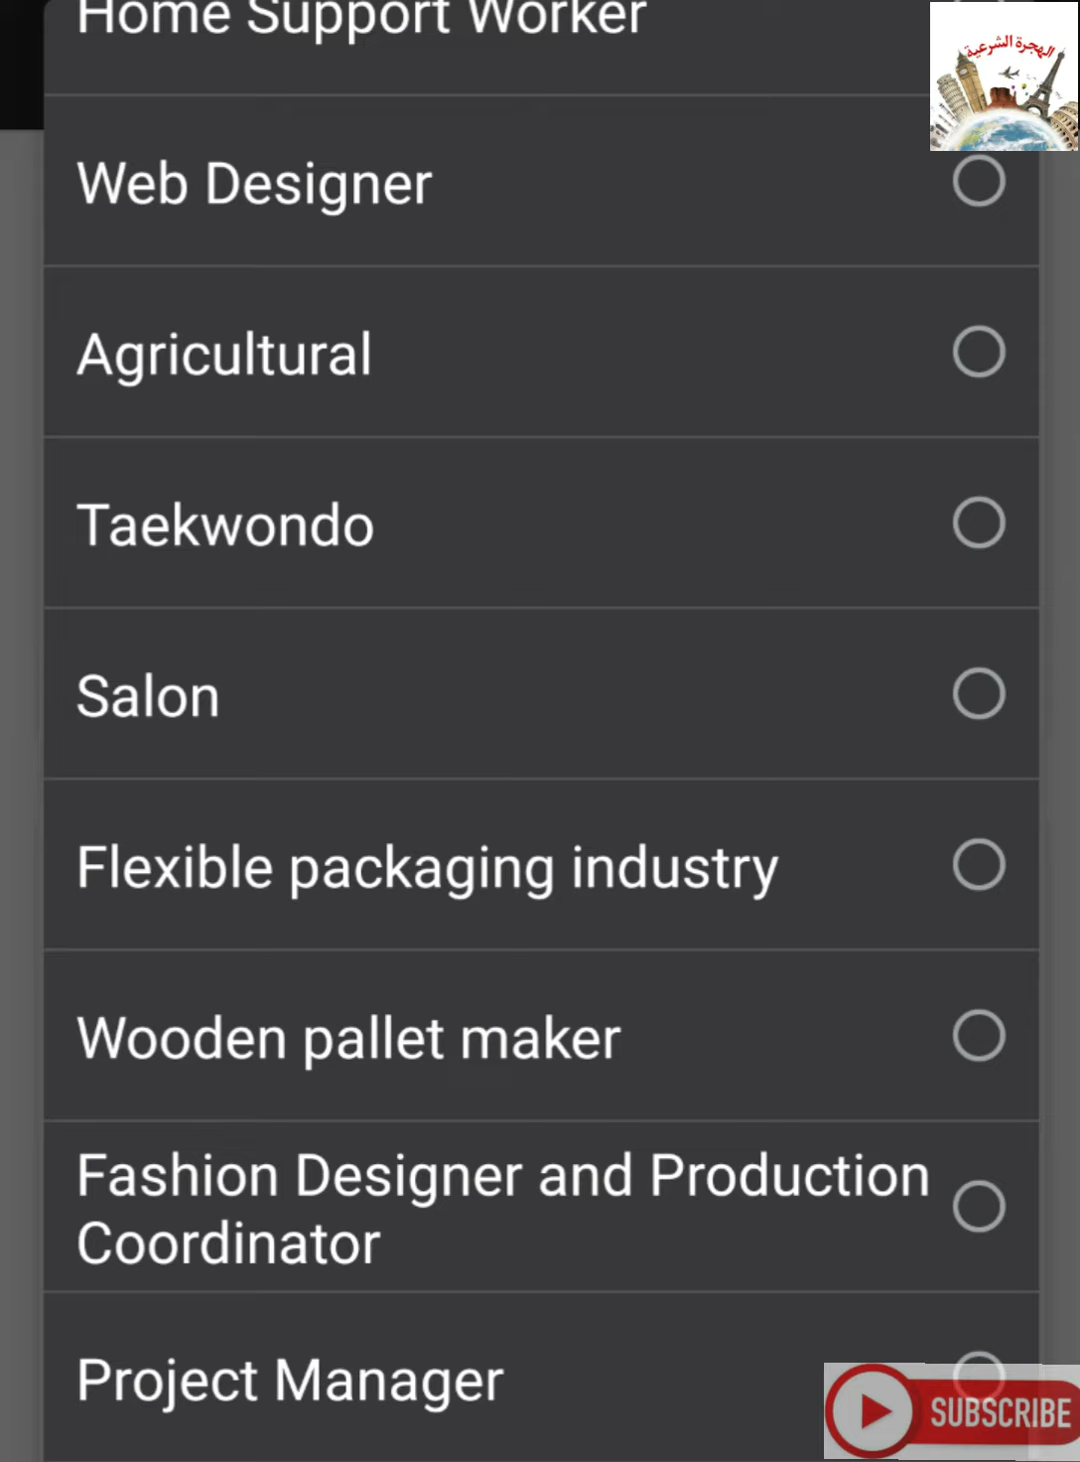 Home Support Worker
الهجرة الشرعية
Web Designer
Agricultural
Taekwondo
Salon
Flexible packaging industry
Wooden pallet maker
Fashion Designer and Production
Coordinator
Project Manager
SUBSCRIBE